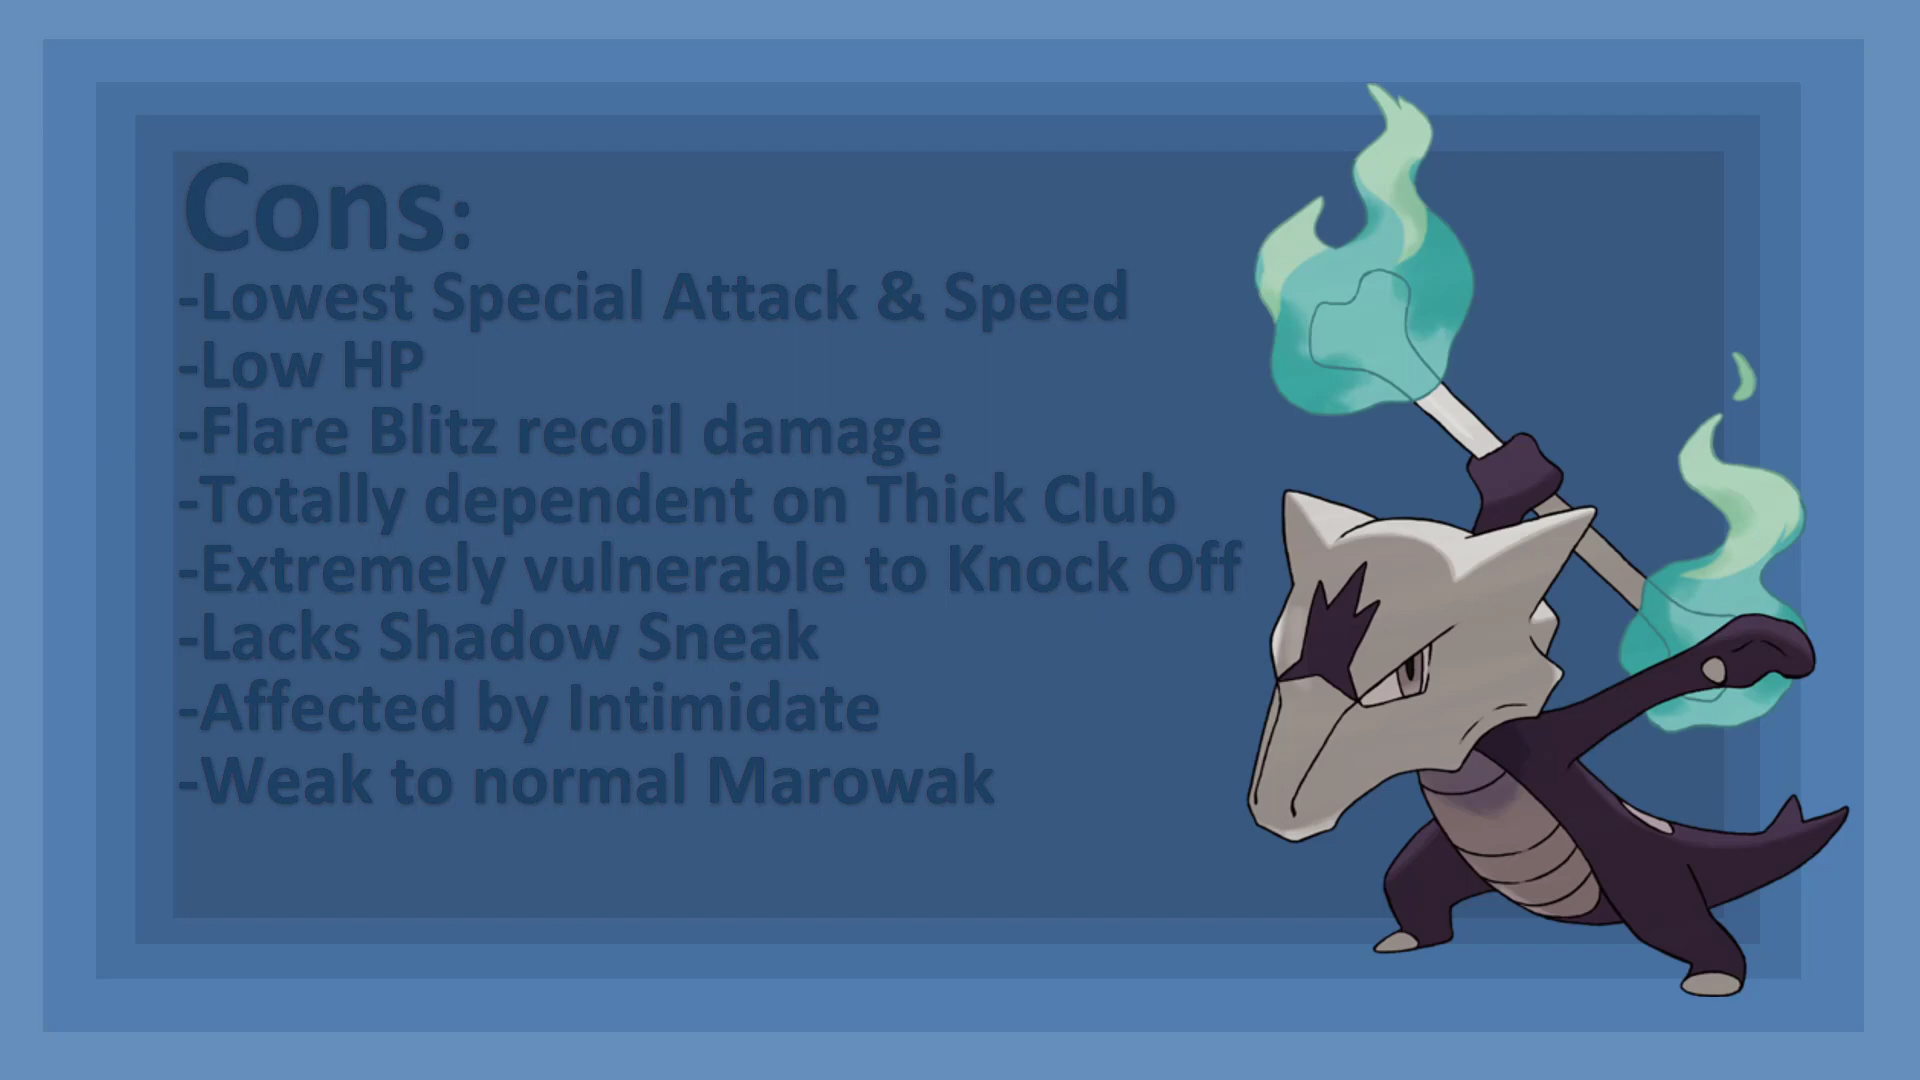 Cons:
-Lowest Special Attack & Speed
-Low HP
-Flare Blitz recoil damage
-Totally dependent on Thick Club
-Extremely vulnerable to Knock Off
-Lacks Shadow Sneak
-Affected by Intimidate
-Weak to normal Marowak